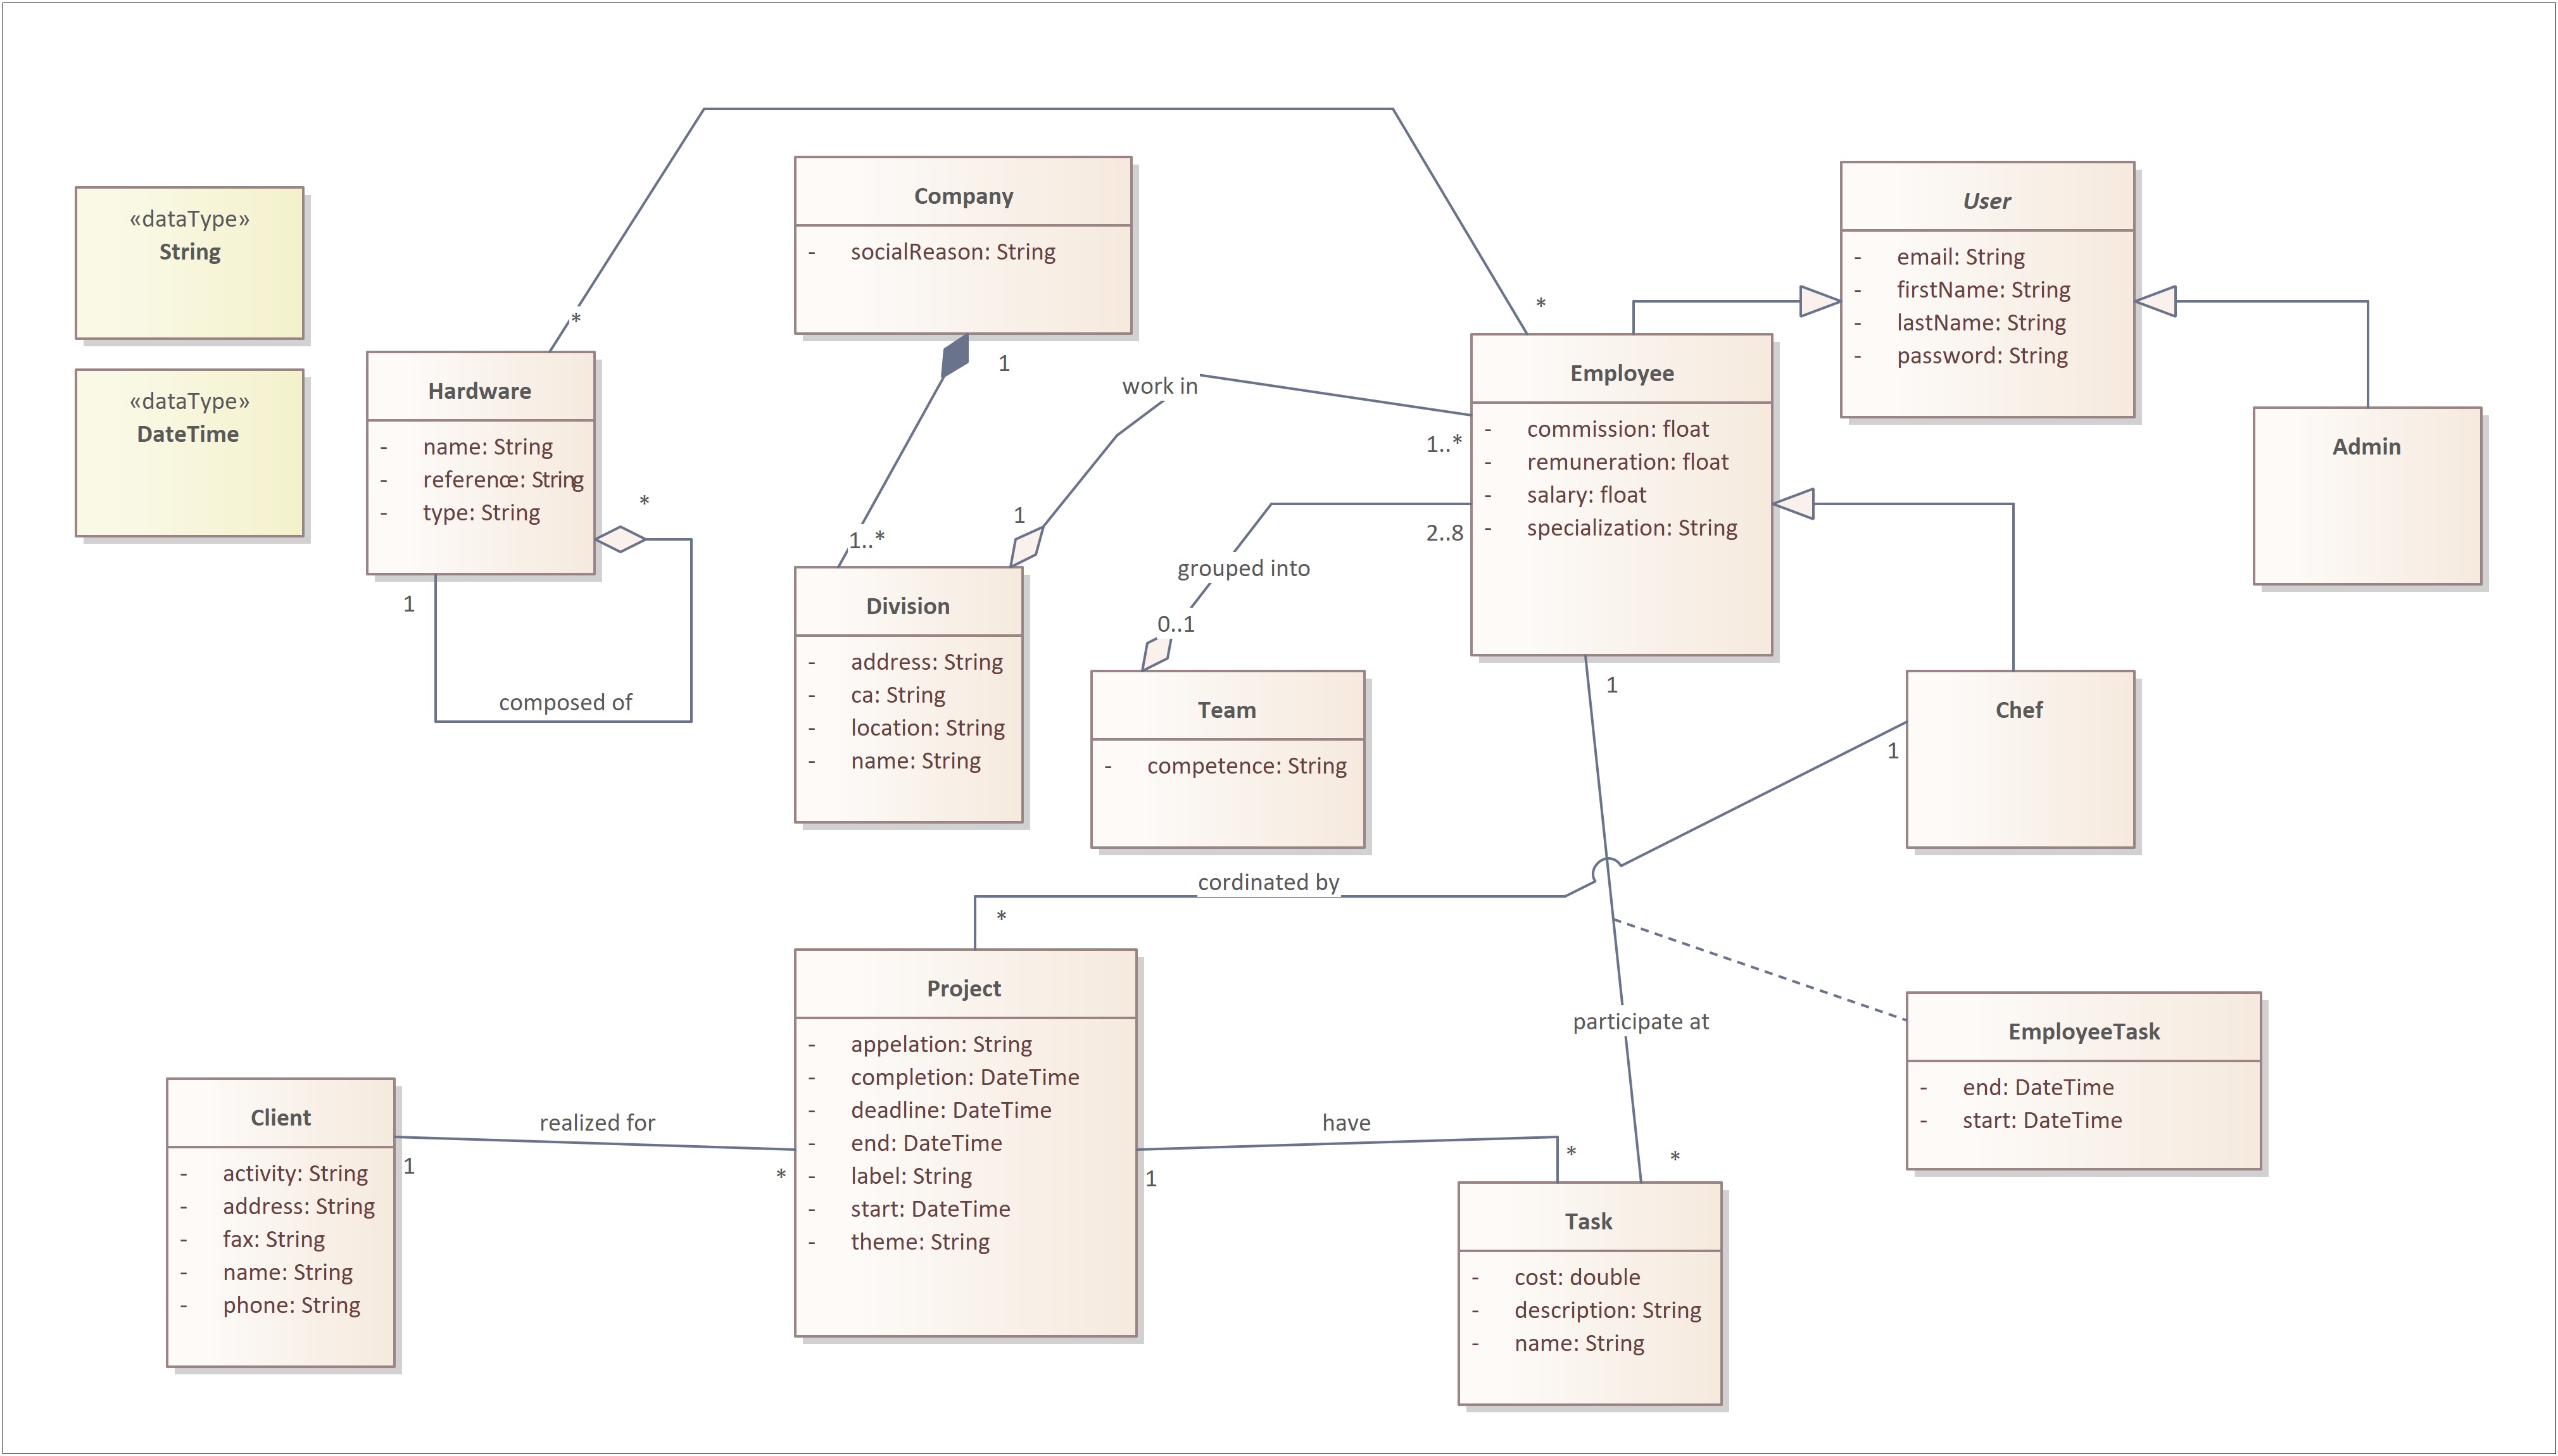 «dataType»
String
«dataType»
DateTime
Hardware
- name: String
- reference: String
- type: String
*
*
1
composed of
Company
- socialReason: String
1
1..*
Division
- address: String
- ca: String
- location: String
- name: String
1
work in
1..*
*
Employee
- commission: float
- remuneration: float
- salary: float
- specialization: String
2..8
grouped into
0..1
Team
- competence: String
User
- email: String
- firstName: String
- lastName: String
- password: String
Admin
Chef
1
1
cordinated by
*
Project
- appelation: String
- completion: DateTime
- deadline: DateTime
- end: DateTime
- label: String
- start: DateTime
- theme: String
participate at
EmployeeTask
- end: DateTime
- start: DateTime
Client
- activity: String
- address: String
- fax: String
- name: String
- phone: String
1
realized for
*
1
have
*
*
Task
- cost: double
- description: String
- name: String